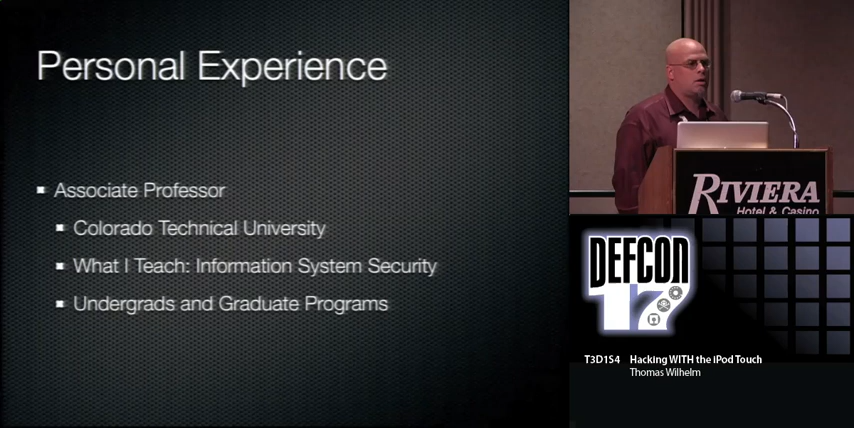 Personal Experience
Associate Professor
Colorado Technical University
What I Teach: Information System Security
Undergrads and Graduate Programs
RIVIERA
Hotel & Casino
DEFCON
17
T3D1S4 Hacking WITH the iPod Touch
Thomas Wilhelm